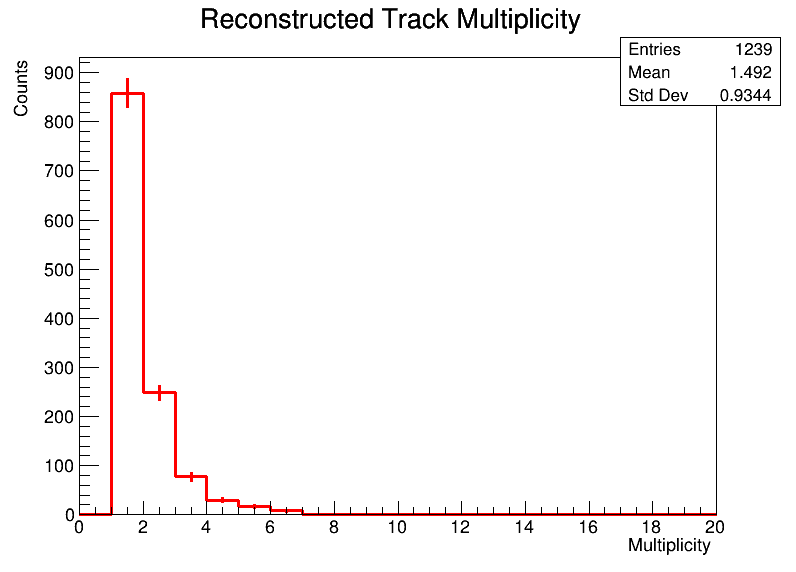 Reconstructed Track Multiplicity
Entries 1239
Mean 1.492
Std Dev 0.9344
Counts
900
800
700
600
500
400
300
200
100
0
0 2 4 6 8 10 12 14 16 18 20
Multiplicity